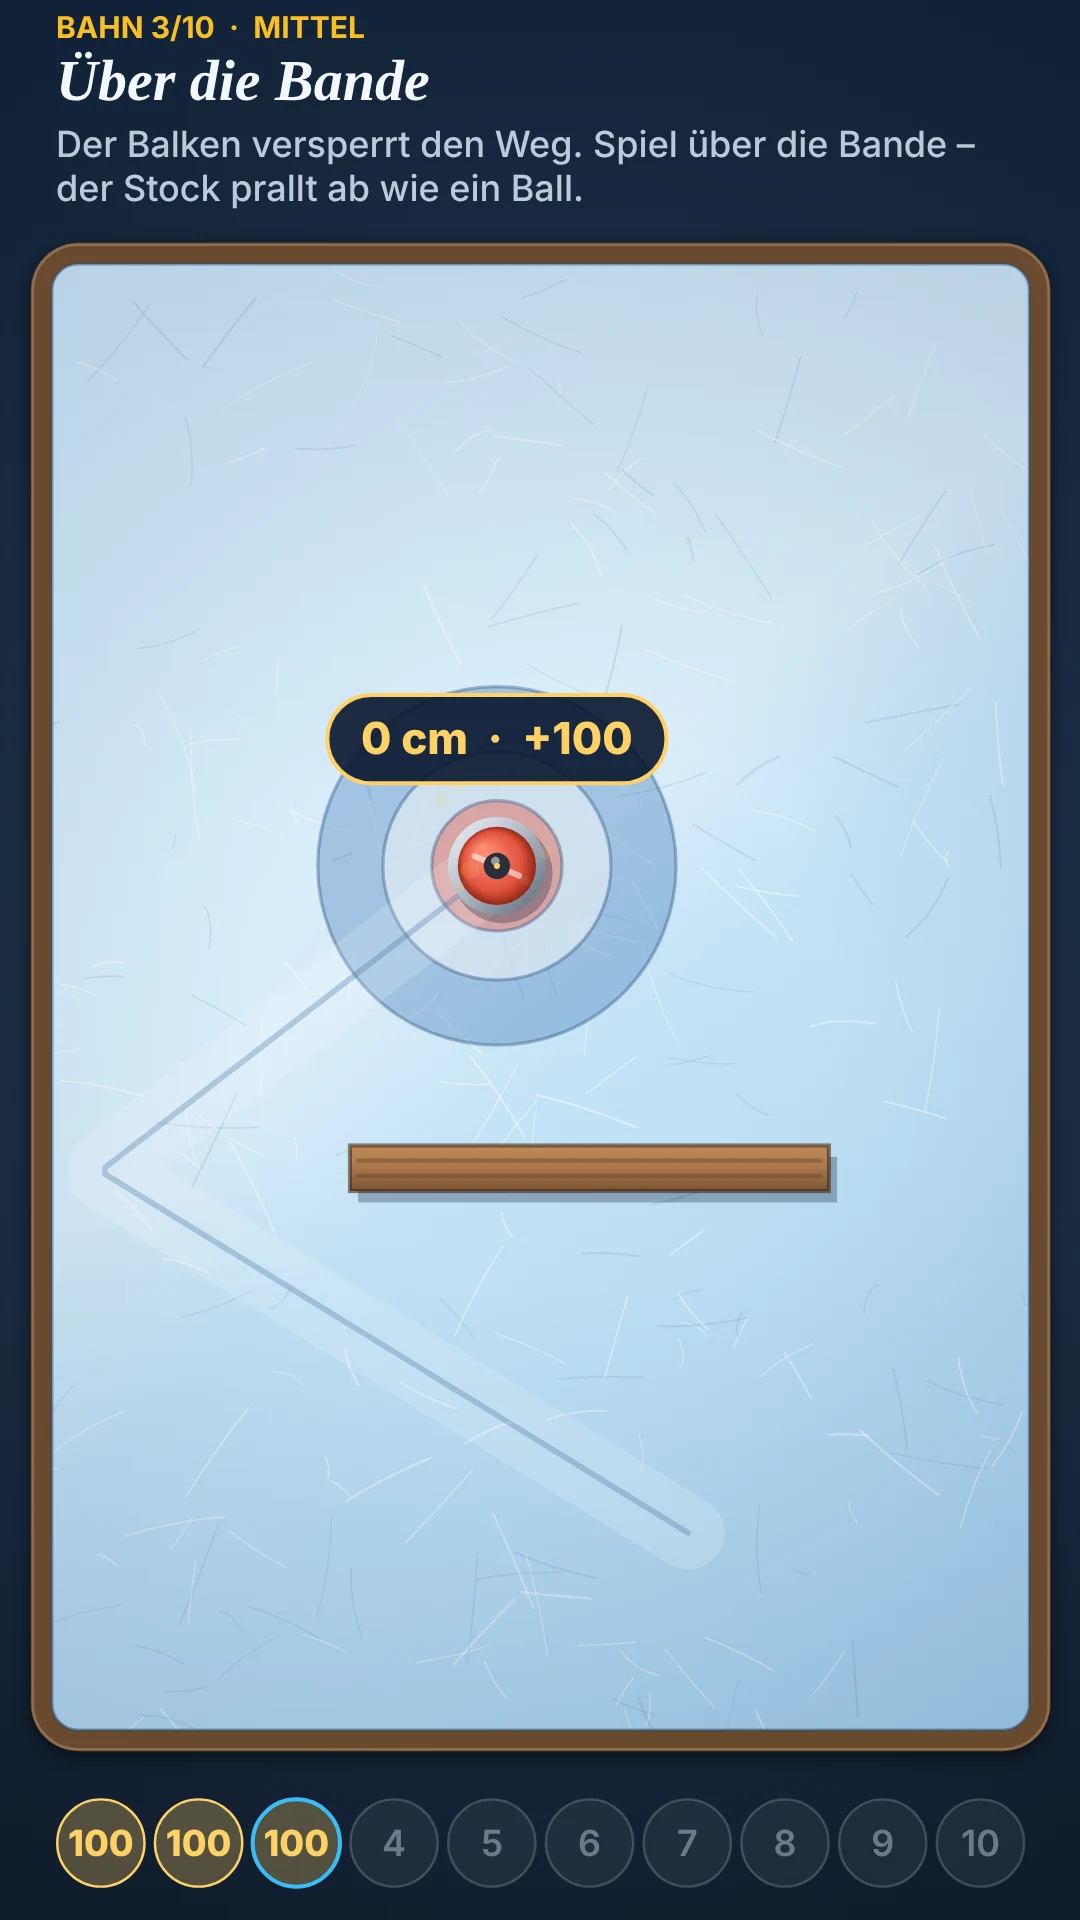 BAHN 3/10 · MITTEL
Über die Bande
Der Balken versperrt den Weg. Spiel über die Bande –
der Stock prallt ab wie ein Ball.
0 cm · +100
100 100 100 4 5 6 7 8 9 10